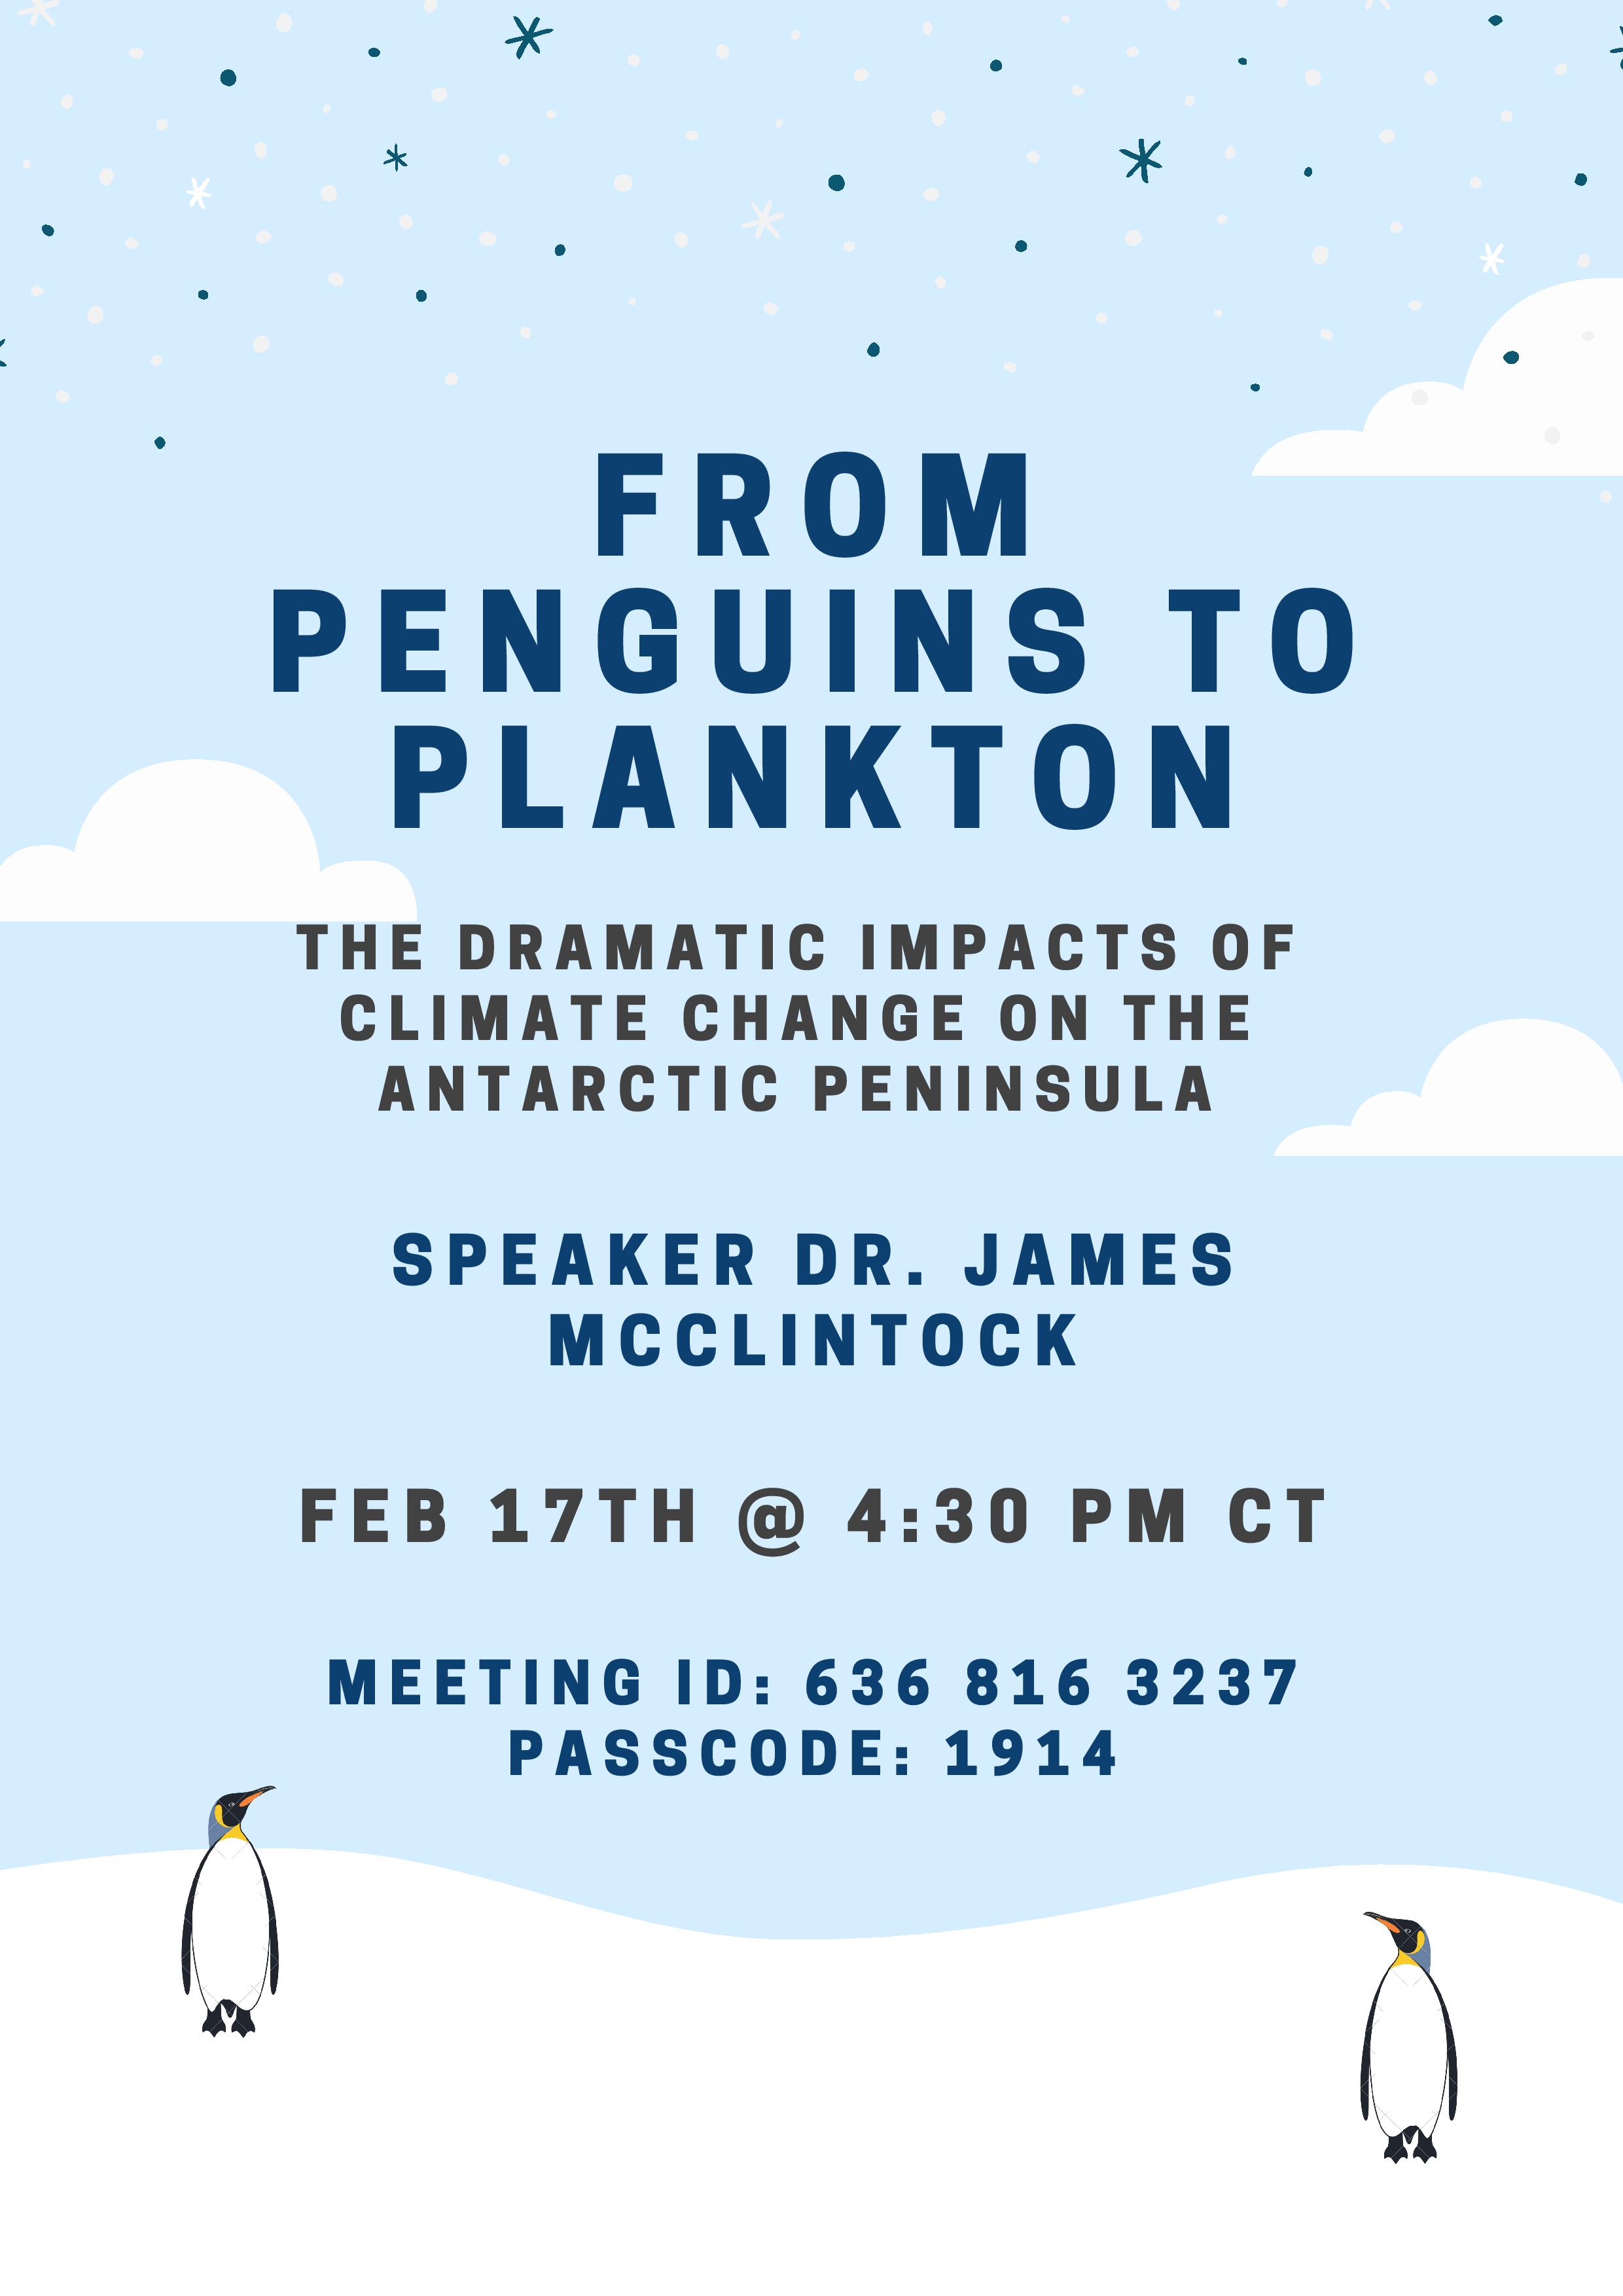 FROM
PENGUINS TO
PLANKTON
THE DRAMATIC IMPACTS OF
CLIMATE CHANGE ON THE
ANTARCTIC PENINSULA
SPEAKER DR. JAMES
MCCLINTOCK
FEB 17TH @ 4:30 PM CT
MEETING ID: 636 816 3237
PASSCODE: 1914